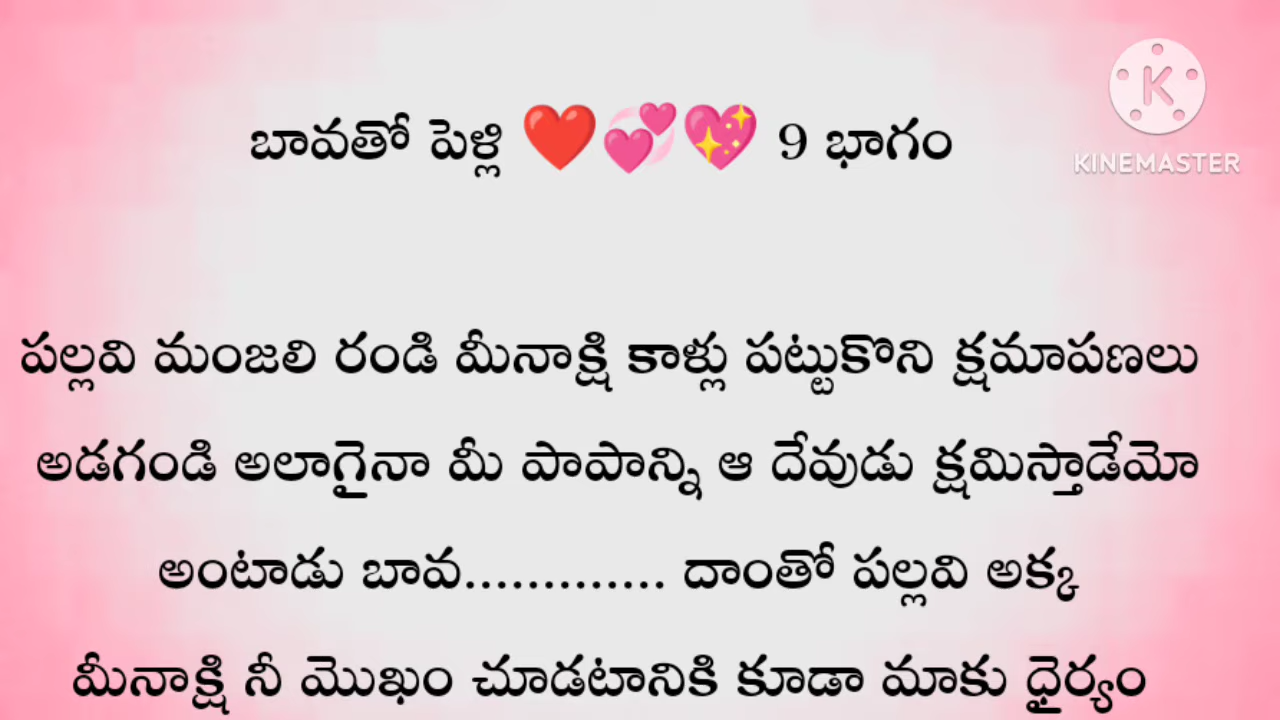 బావతో పెళ్లి ❤️💞💖 9 భాగం
KINEMASTER
పల్లవి మంజలి రండి మీనాక్షి కాళ్లు పట్టుకొని క్షమాపణలు
అడగండి అలాగైనా మీ పాపాన్ని ఆ దేవుడు క్షమిస్తాడేమో
అంటాడు బావ............. దాంతో పల్లవి అక్క
మీనాక్షి నీ మొఖం చూడటానికి కూడా మాకు ధైర్యం